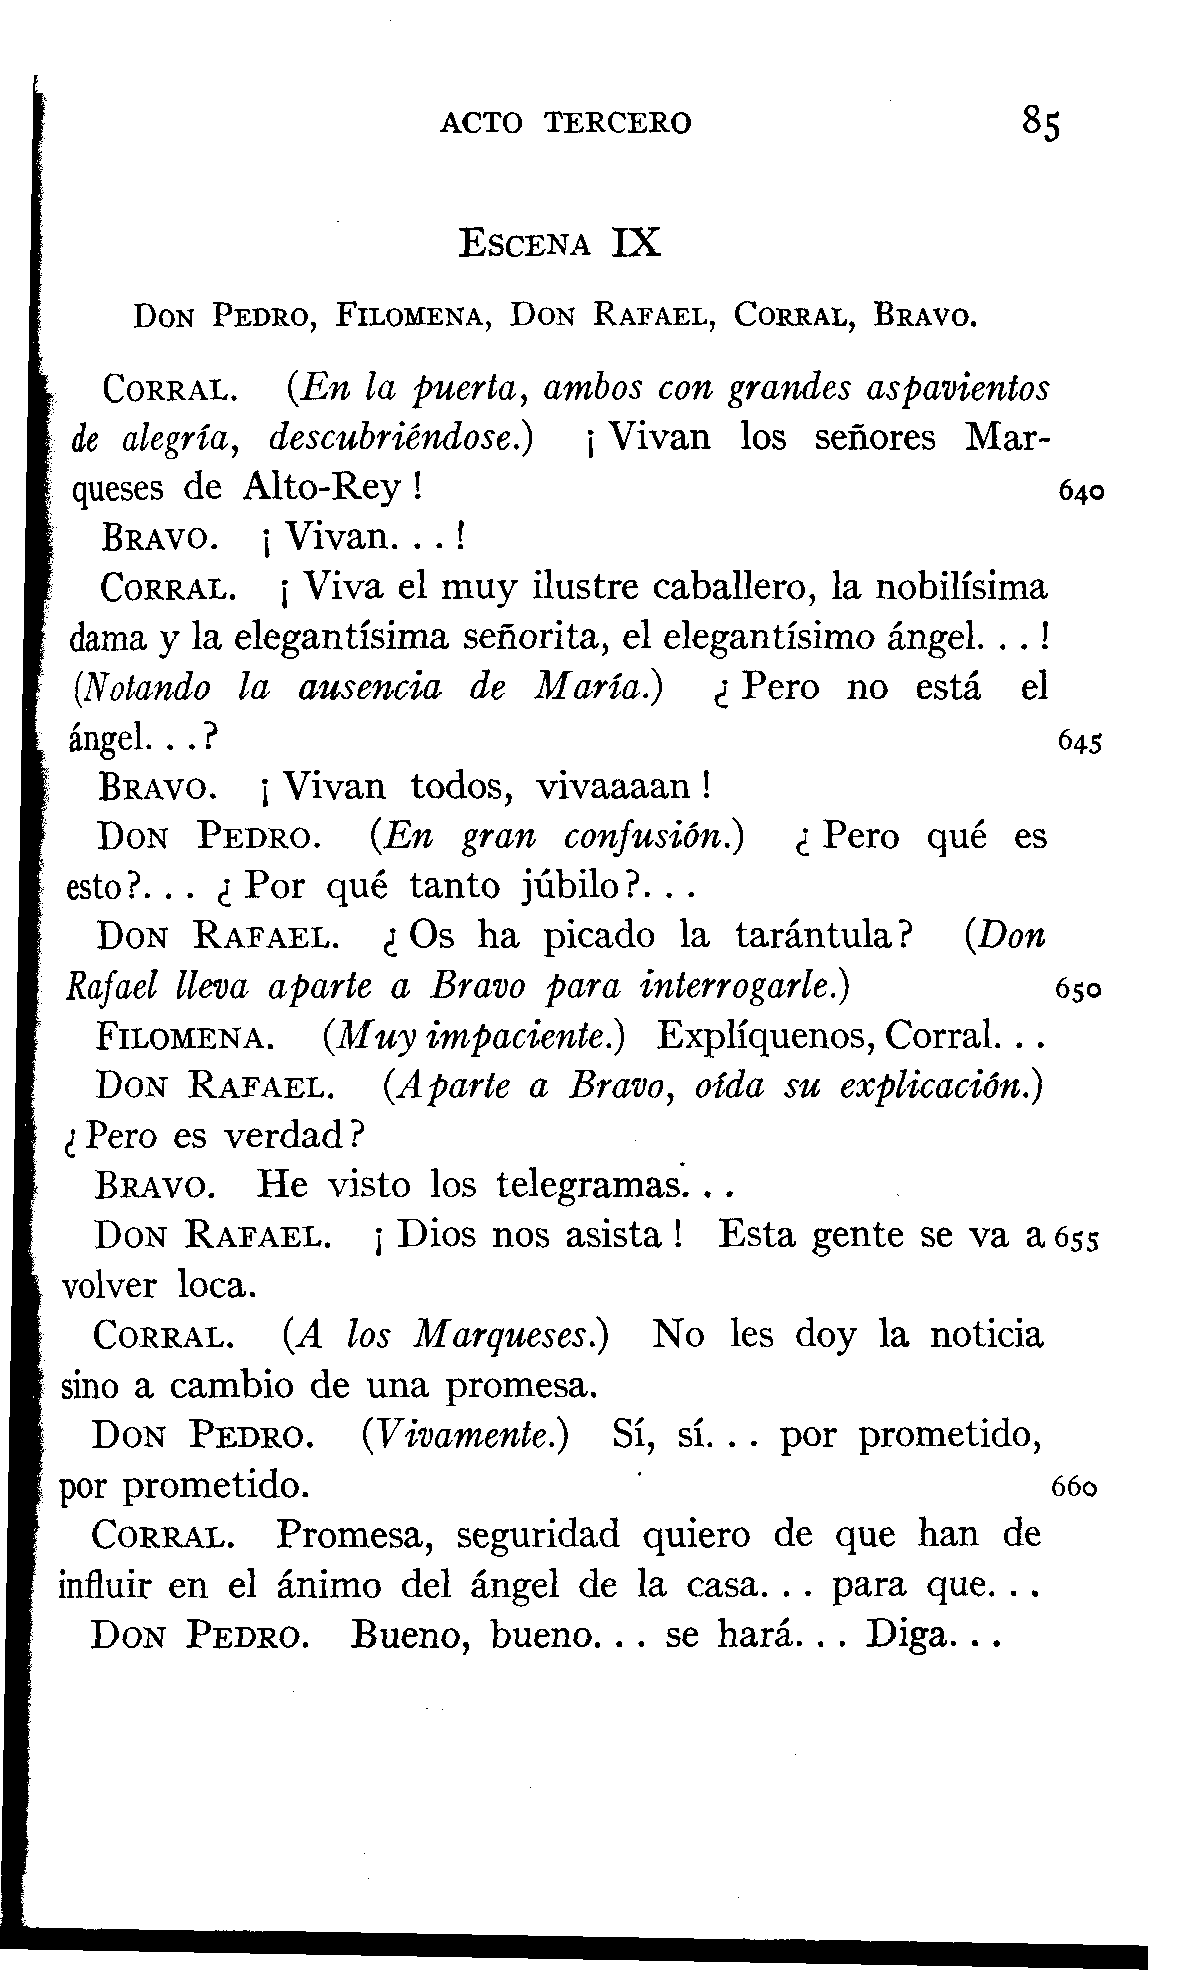 ACTO TERCERO 85
ESCENA IX
DON PEDRO, FILOMENA, DON RAFAEL, CORRAL, BRAVO.
CORRAL. (En la puerta, ambos con grandes aspavientos
de alegría, descubriéndose.) ¡ Vivan los señores Mar-
queses de Alto-Rey ! 640
BRAVO. ¡ Vivan. . . !
CORRAL. ¡ Viva el muy ilustre caballero, la nobilísima
dama y la elegantísima señorita, el elegantísimo ángel. . . !
(Notando la ausencia de María.) ¿ Pero no está el
ángel. . . ? 645
BRAVO. ¡ Vivan todos, vivaaaan !
DON PEDRO. (En gran confusión.) ¿ Pero qué es
esto ?. . . ¿ Por qué tanto júbilo ?. . .
DON RAFAEL. ¿ Os ha picado la tarántula? (Don
Rafael lleva aparte a Bravo para interrogarle.) 650
FILOMENA. (Muy impaciente.) Explíquenos, Corral. . .
DON RAFAEL. (Aparte a Bravo, oída su explicación.)
¿ Pero es verdad ?
BRAVO. He visto los telegramas. . .
DON RAFAEL. ¡ Dios nos asista ! Esta gente se va a 655
volver loca.
CORRAL. (A los Marqueses.) No les doy la noticia
sino a cambio de una promesa.
DON PEDRO. (Vivamente.) Sí, sí. . . por prometido,
por prometido. 660
CORRAL. Promesa, seguridad quiero de que han de
influir en el ánimo del ángel de la casa. . . para que. . .
DON PEDRO. Bueno, bueno. . . se hará. . . Diga. . .